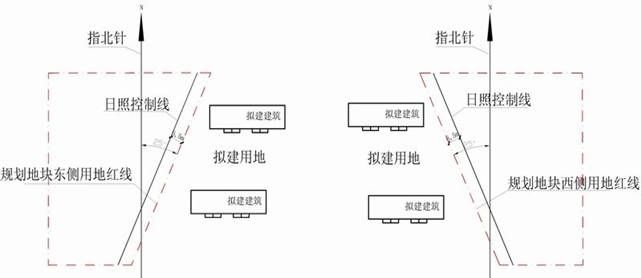 N
指北针
日照控制线
拟建建筑
拟建用地
规划地块东侧用地红线
拟建建筑
N
指北针
日照控制线
拟建建筑
拟建用地
规划地块西侧用地红线
拟建建筑